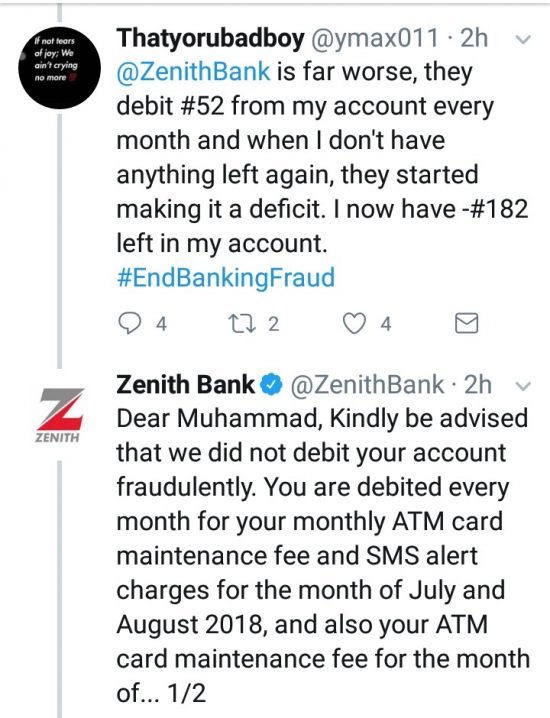 If not tears
of joy; We
ain't crying
no more
Thatyorubadboy @ymax011 · 2h
@ZenithBank is far worse, they
debit #52 from my account every
month and when I don't have
anything left again, they started
making it a deficit. I now have -#182
left in my account.
#EndBankingFraud
4 2 4
ZENITH
Zenith Bank @ZenithBank · 2h
Dear Muhammad, Kindly be advised
that we did not debit your account
fraudulently. You are debited every
month for your monthly ATM card
maintenance fee and SMS alert
charges for the month of July and
August 2018, and also your ATM
card maintenance fee for the month
of... 1/2